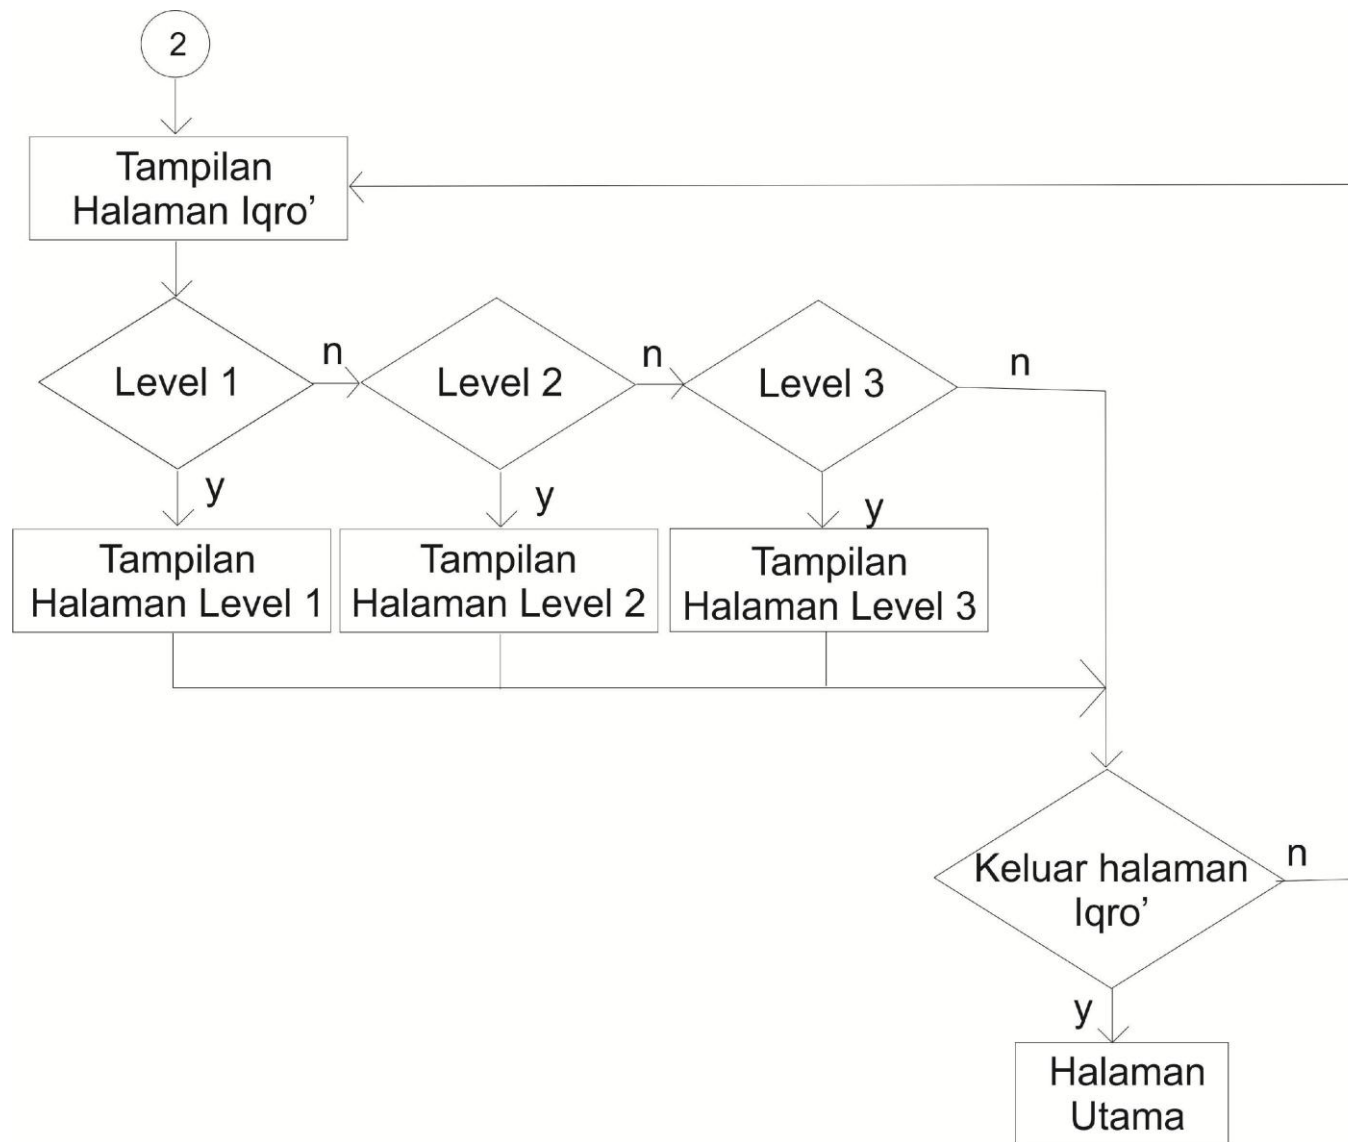 2
Tampilan
Halaman Iqro’
Level 1
n
Level 2
n
Level 3
n
y
y
y
Tampilan
Halaman Level 1
Tampilan
Halaman Level 2
Tampilan
Halaman Level 3
Keluar halaman
Iqro’
n
y
Halaman
Utama